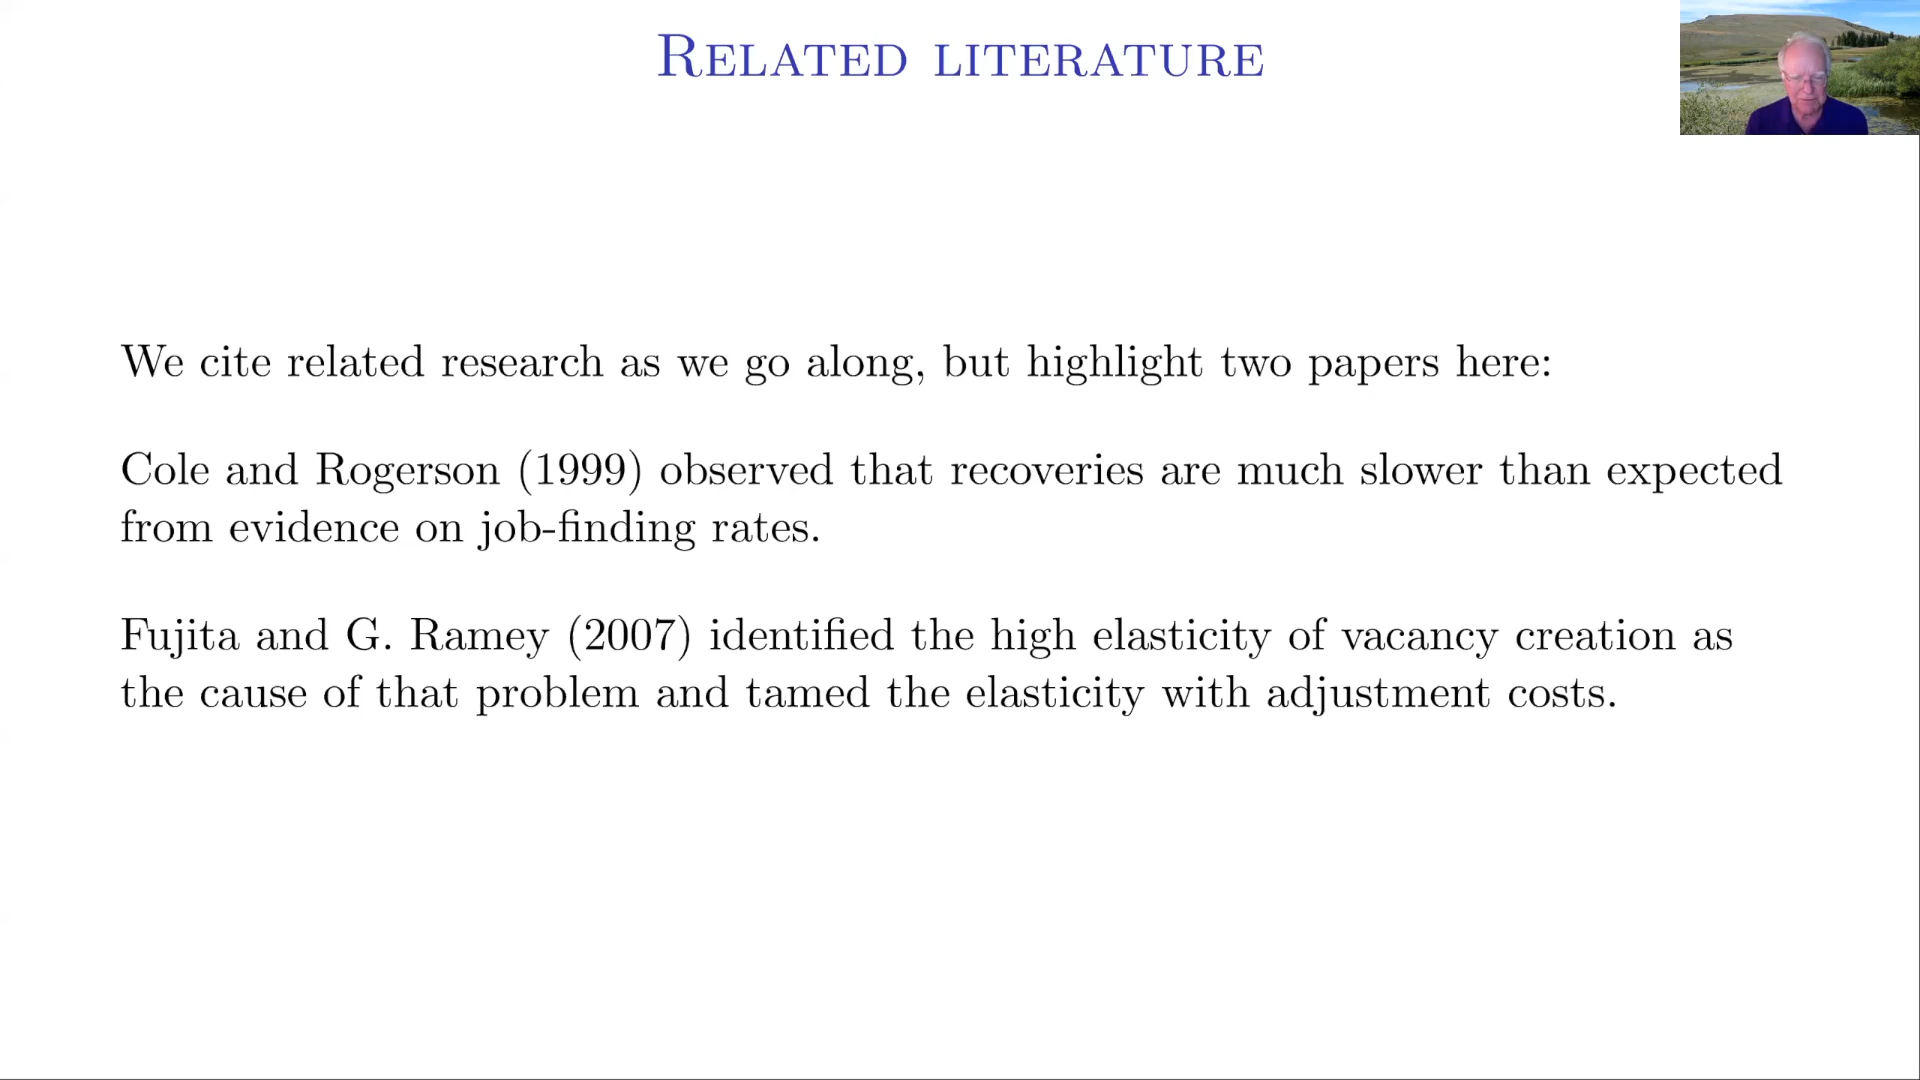 RELATED LITERATURE
We cite related research as we go along, but highlight two papers here:
Cole and Rogerson (1999) observed that recoveries are much slower than expected
from evidence on job-finding rates.
Fujita and G. Ramey (2007) identified the high elasticity of vacancy creation as
the cause of that problem and tamed the elasticity with adjustment costs.